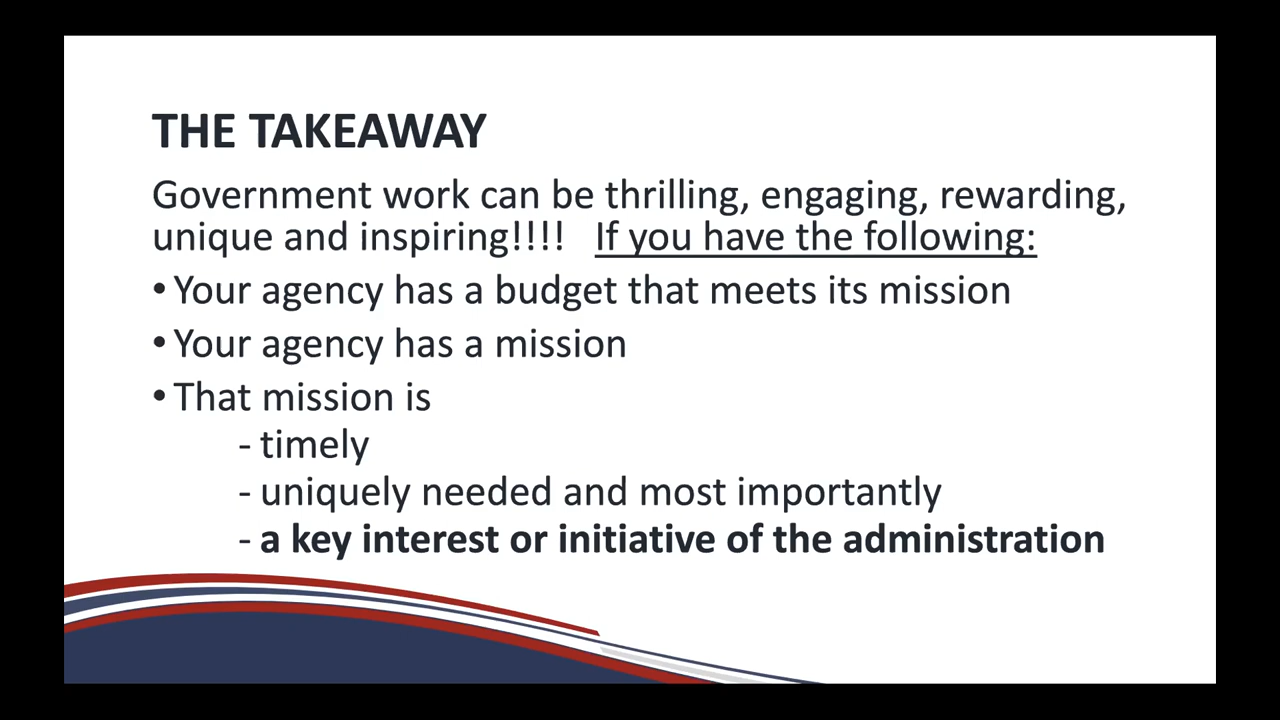 THE TAKEAWAY
Government work can be thrilling, engaging, rewarding,
unique and inspiring!!!! If you have the following:
•Your agency has a budget that meets its mission
•Your agency has a mission
•That mission is
- timely
- uniquely needed and most importantly
- a key interest or initiative of the administration